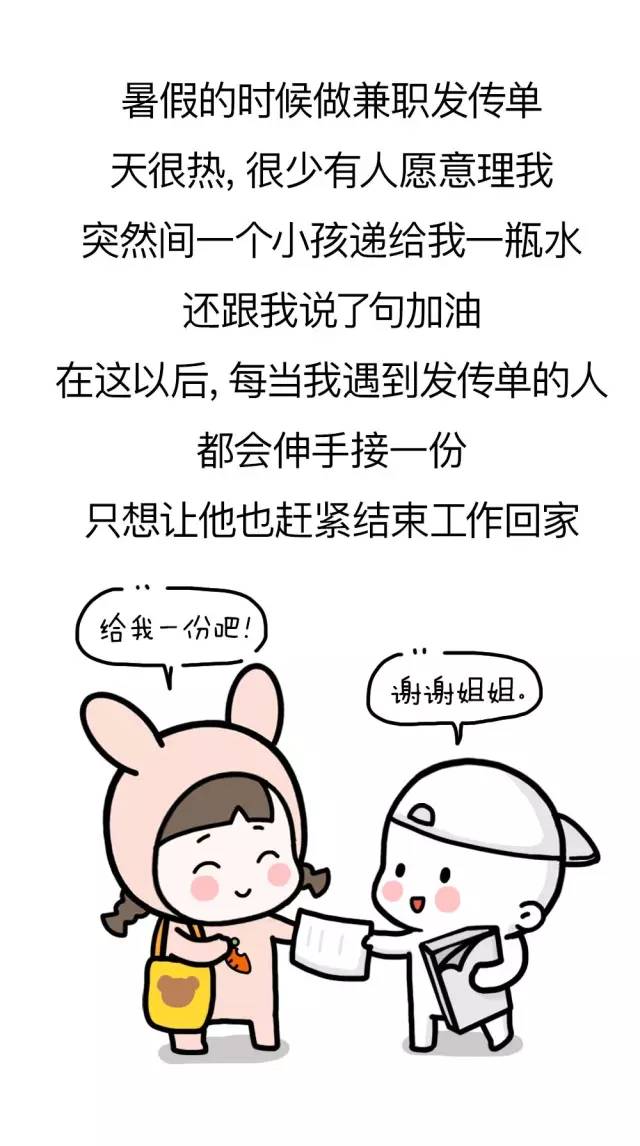 暑假的时候做兼职发传单
天很热,很少有人愿意理我
突然间一个小孩递给我一瓶水
还跟我说了句加油
在这以后,每当我遇到发传单的人
都会伸手接一份
只想让他也赶紧结束工作回家
给我一份吧!
谢谢姐姐。